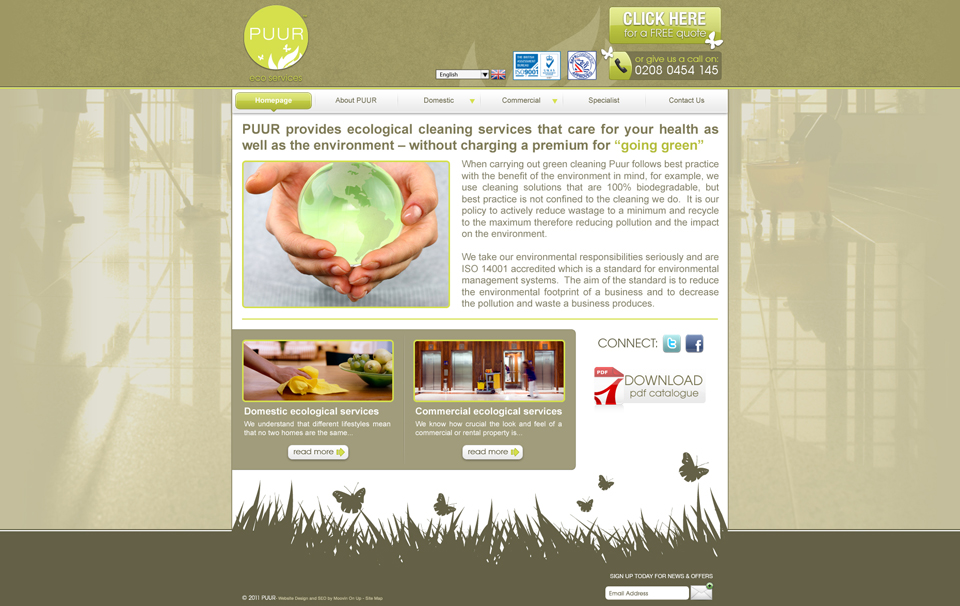 PUUR
eco.services
CLICK HERE
for a FREE quote
or give us a call on:
0208 0454 145
English
ISO9001
Homepage
About PUUR
Domestic
Commercial
Specialist
Contact Us
PUUR provides ecological cleaning services that care for your health as
well as the environment – without charging a premium for “going green”
When carrying out green cleaning Puur follows best practice
with the benefit of the environment in mind, for example, we
use cleaning solutions that are 100% biodegradable, but
best practice is not confined to the cleaning we do. It is our
policy to actively reduce wastage to a minimum and recycle
to the maximum therefore reducing pollution and the impact
on the environment.
We take our environmental responsibilities seriously and are
ISO 14001 accredited which is a standard for environmental
management systems. The aim of the standard is to reduce
the environmental footprint of a business and to decrease
the pollution and waste a business produces.
CONNECT:
Domestic ecological services
We understand that different lifestyles mean
that no two homes are the same...
read more
Commercial ecological services
We know how crucial the look and feel of a
commercial or rental property is...
read more
PDF
DOWNLOAD
pdf catalogue
SIGN UP TODAY FOR NEWS & OFFERS
Email Address
© 2011 PUUR- Website Design and SEO by Moovin On Up - Site Map